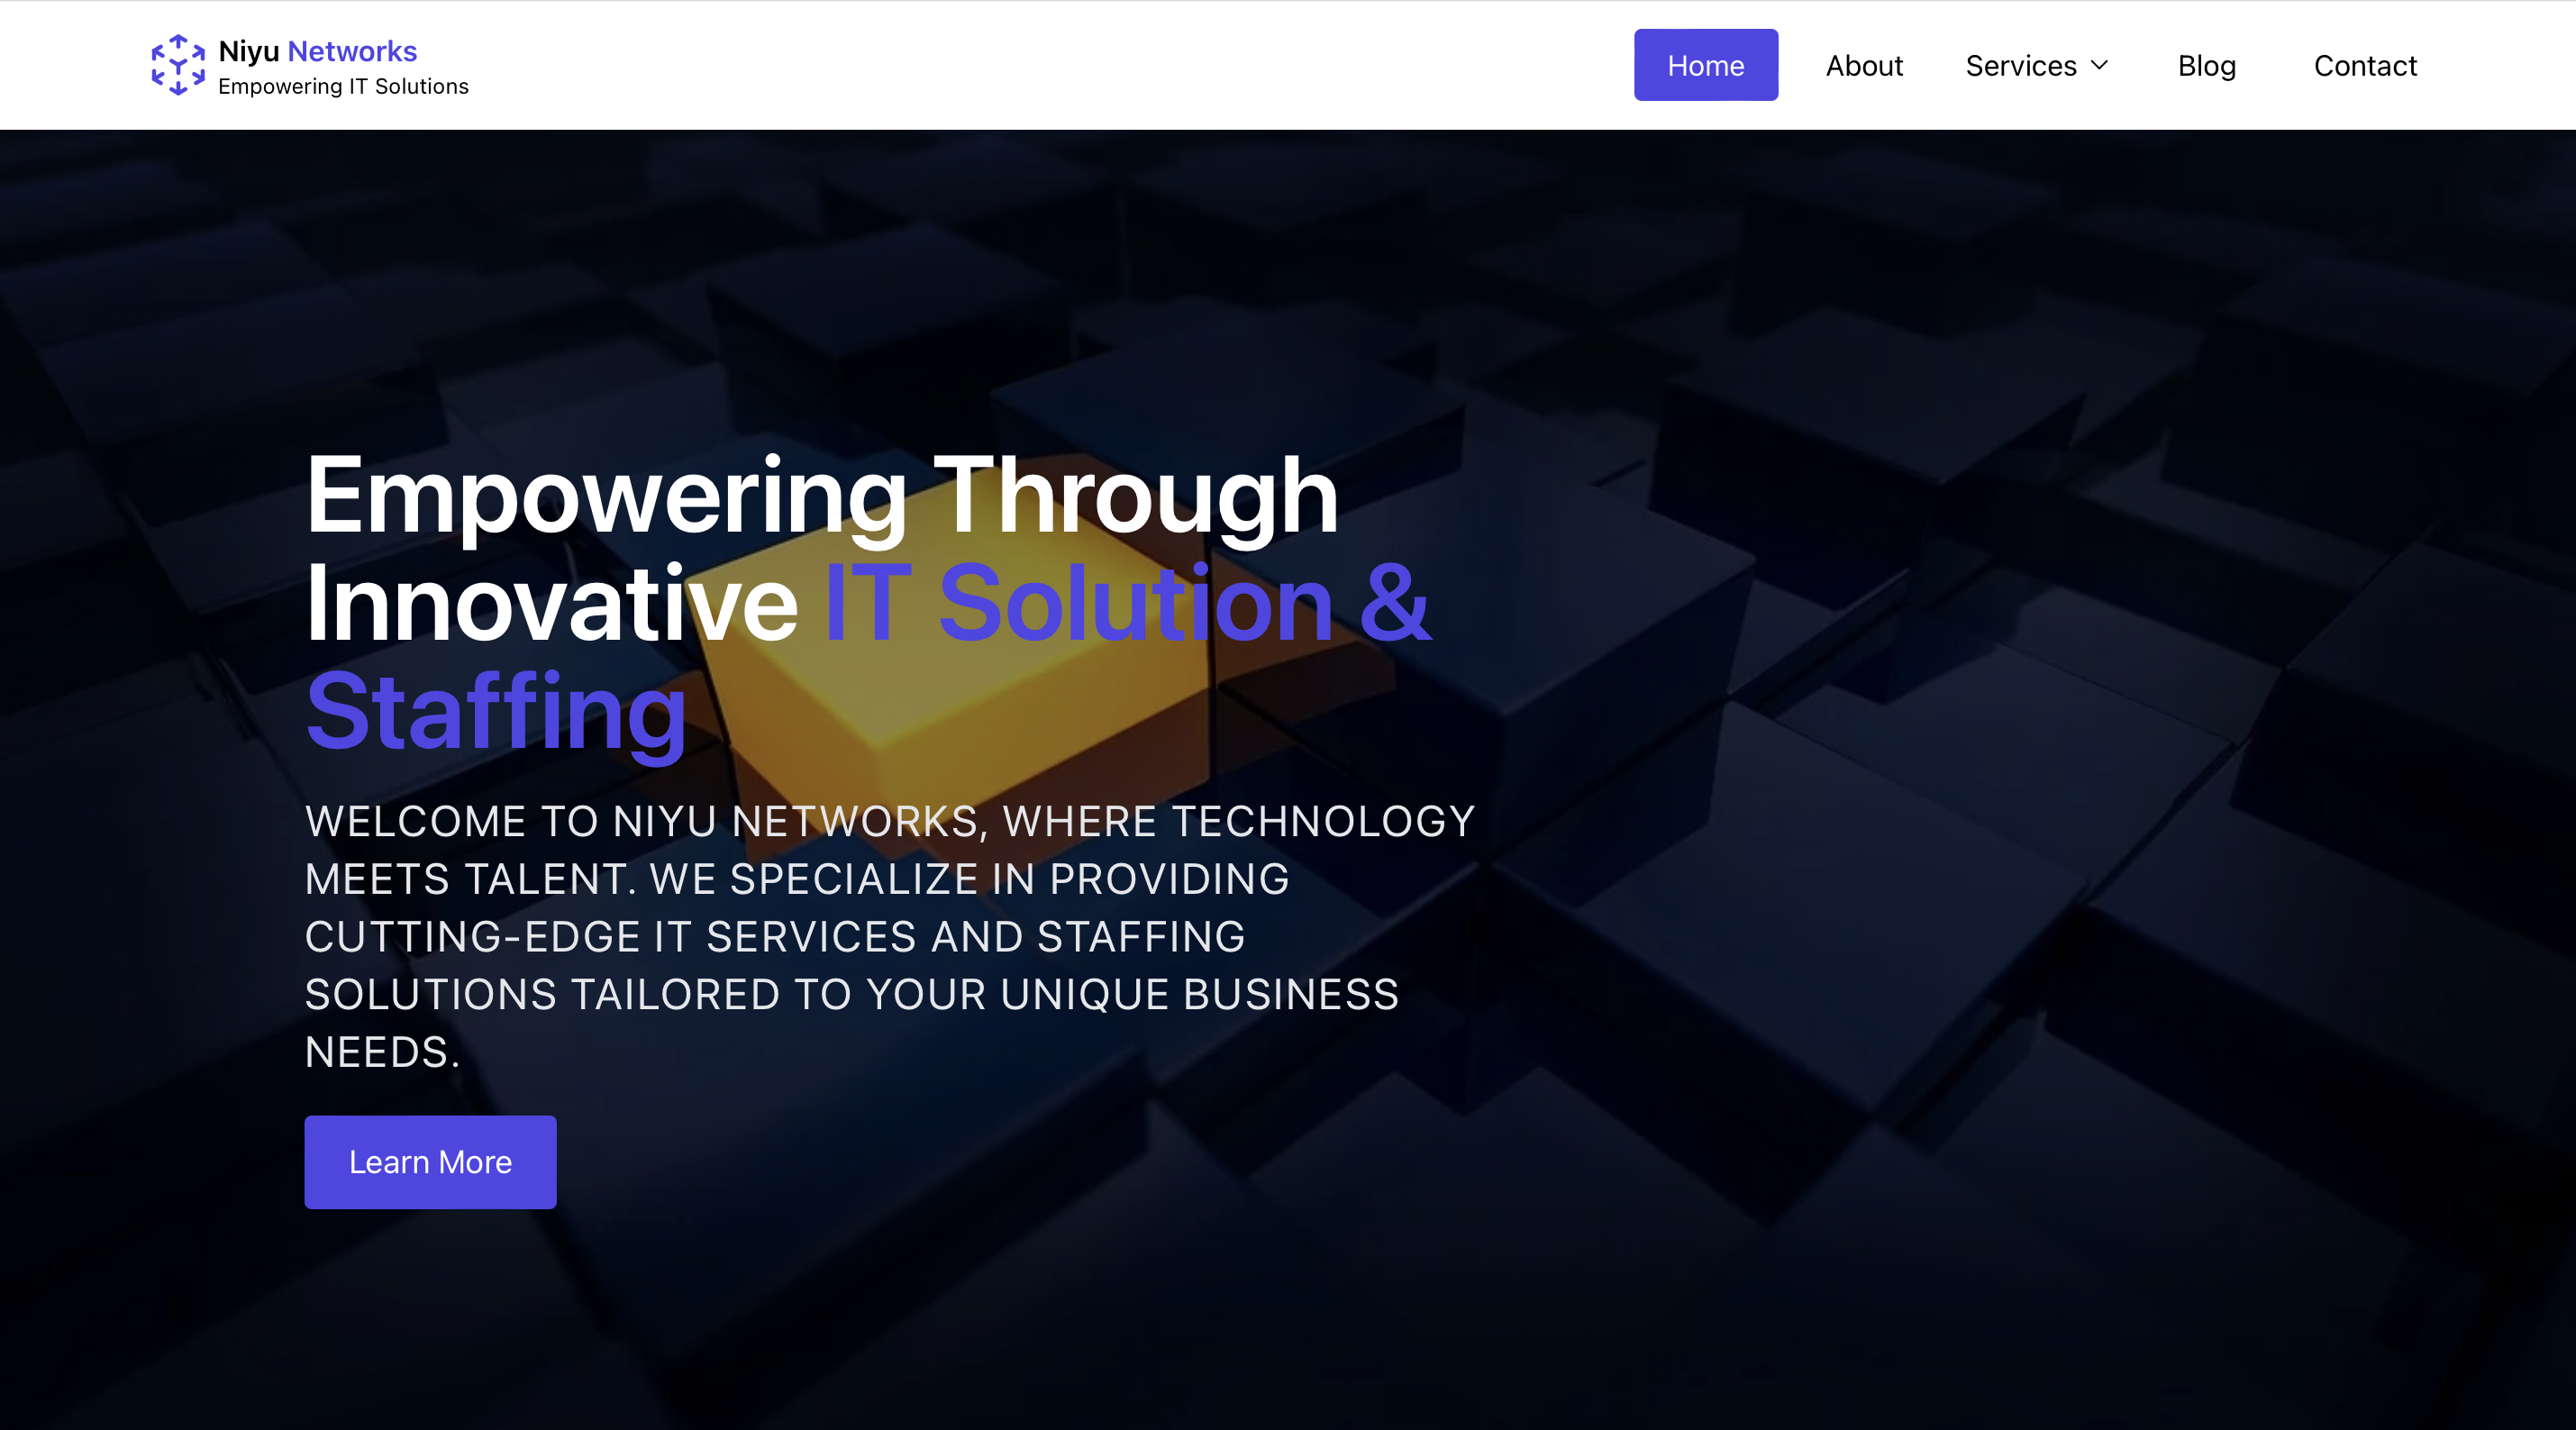 Niyu Networks
Empowering IT Solutions
Home About Services Blog Contact
Empowering Through
Innovative IT Solution &
Staffing
WELCOME TO NIYU NETWORKS, WHERE TECHNOLOGY
MEETS TALENT. WE SPECIALIZE IN PROVIDING
CUTTING-EDGE IT SERVICES AND STAFFING
SOLUTIONS TAILORED TO YOUR UNIQUE BUSINESS
NEEDS.
Learn More